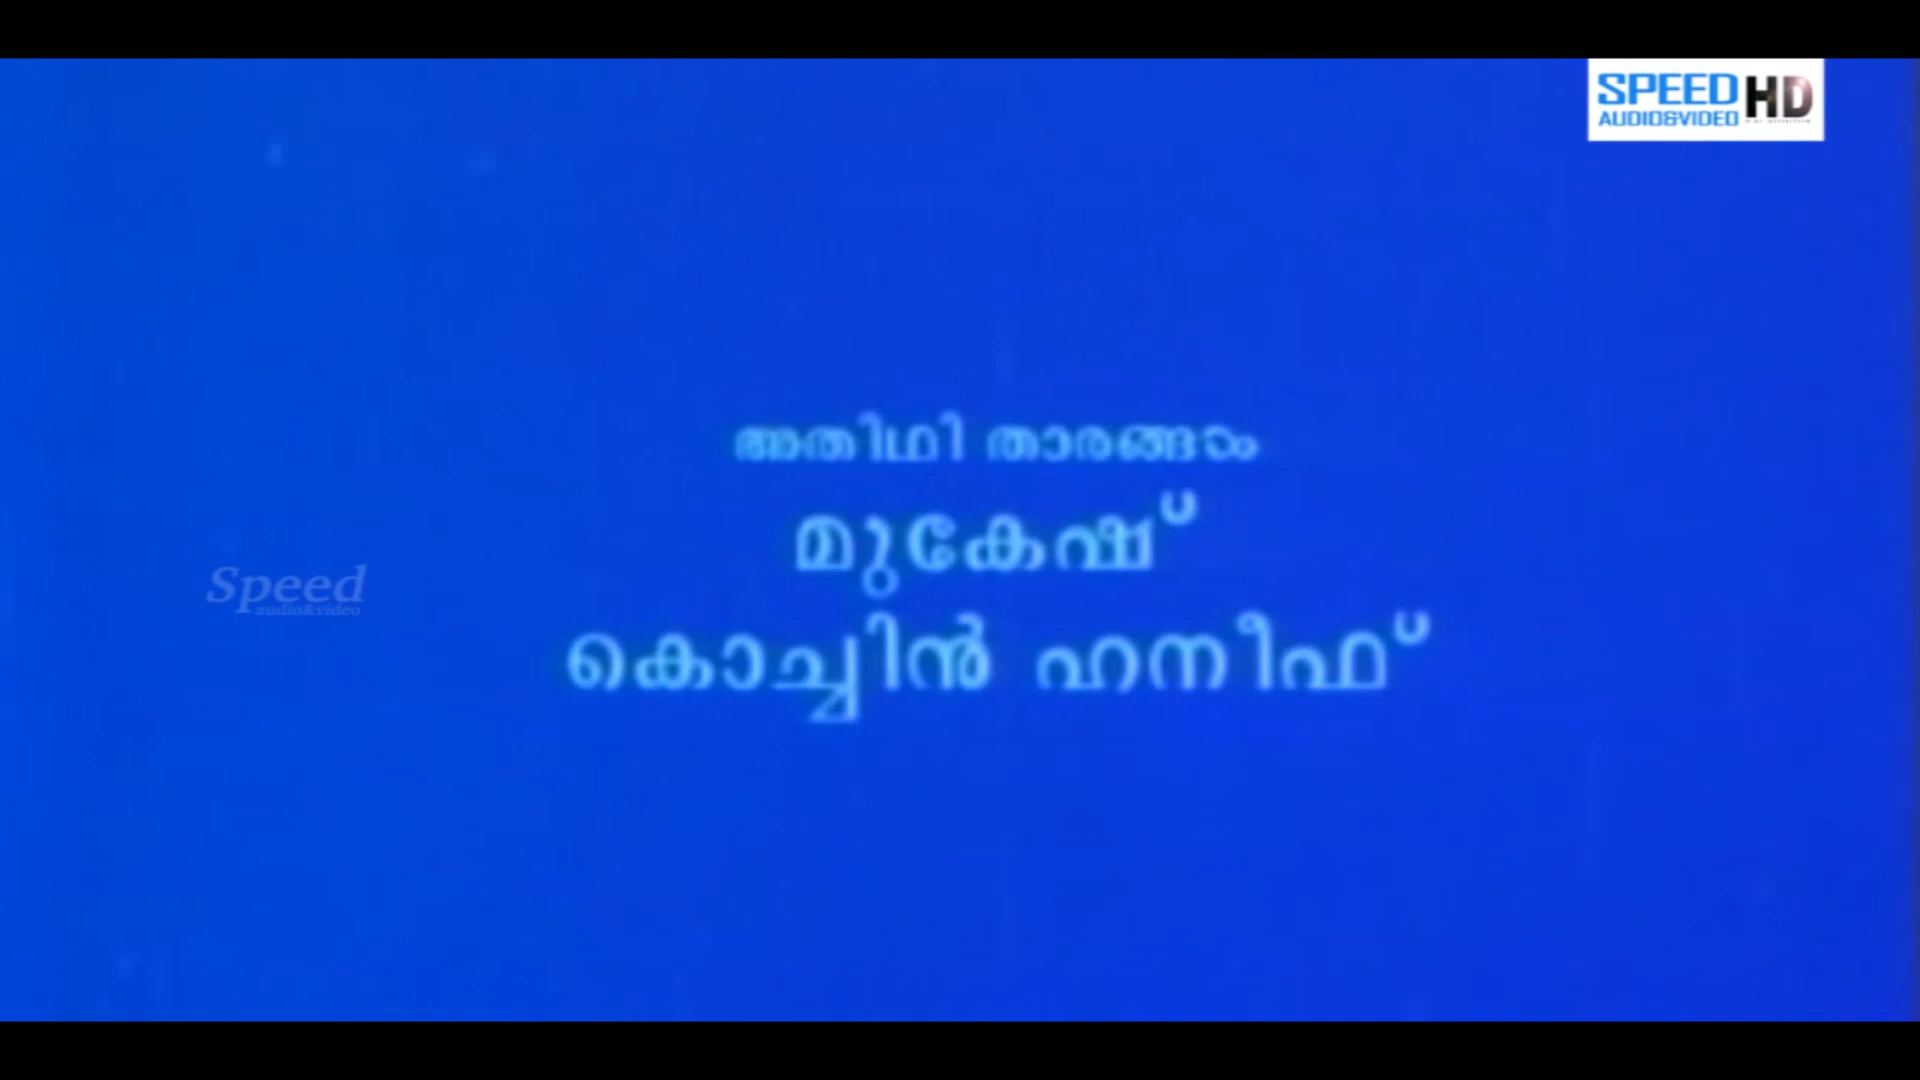 SPEED HD
AUDIO&VIDEO
അതിഥി താരങ്ങൾ
മുകേഷ്
കൊച്ചിൻ ഹനീഫ്
Speed
audio&video